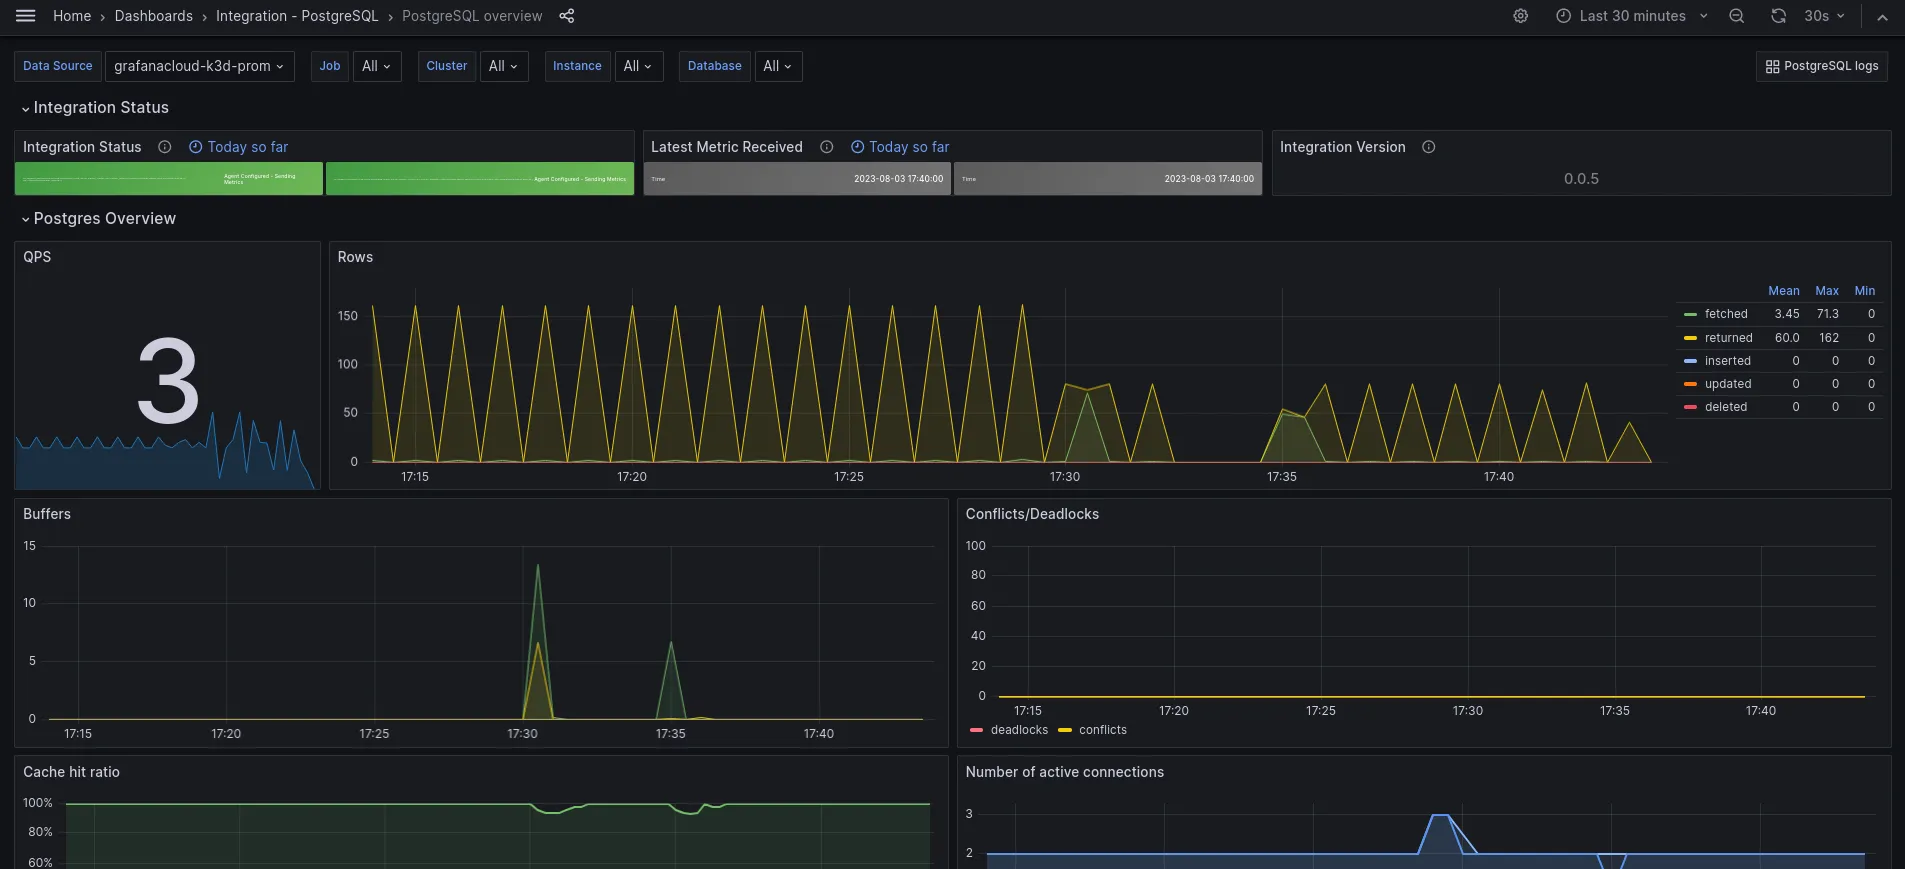 Home › Dashboards › Integration - PostgreSQL › PostgreSQL overview
Last 30 minutes
30s
Data Source grafanacloud-k3d-prom Job All Cluster All Instance All Database All
PostgreSQL logs
Integration Status
Integration Status Today so far
Agent Configured - Sending
Metrics
Agent Configured - Sending Metrics
Latest Metric Received Today so far
Time 2023-08-03 17:40:00
Time 2023-08-03 17:40:00
Integration Version
0.0.5
Postgres Overview
QPS
3
Rows
150
100
50
0
17:15 17:20 17:25 17:30 17:35 17:40
Mean Max Min
fetched 3.45 71.3 0
returned 60.0 162 0
inserted 0 0 0
updated 0 0 0
deleted 0 0 0
Buffers
15
10
5
0
17:15 17:20 17:25 17:30 17:35 17:40
Conflicts/Deadlocks
100
80
60
40
20
0
17:15 17:20 17:25 17:30 17:35 17:40
deadlocks conflicts
Cache hit ratio
100%
80%
60%
Number of active connections
3
2